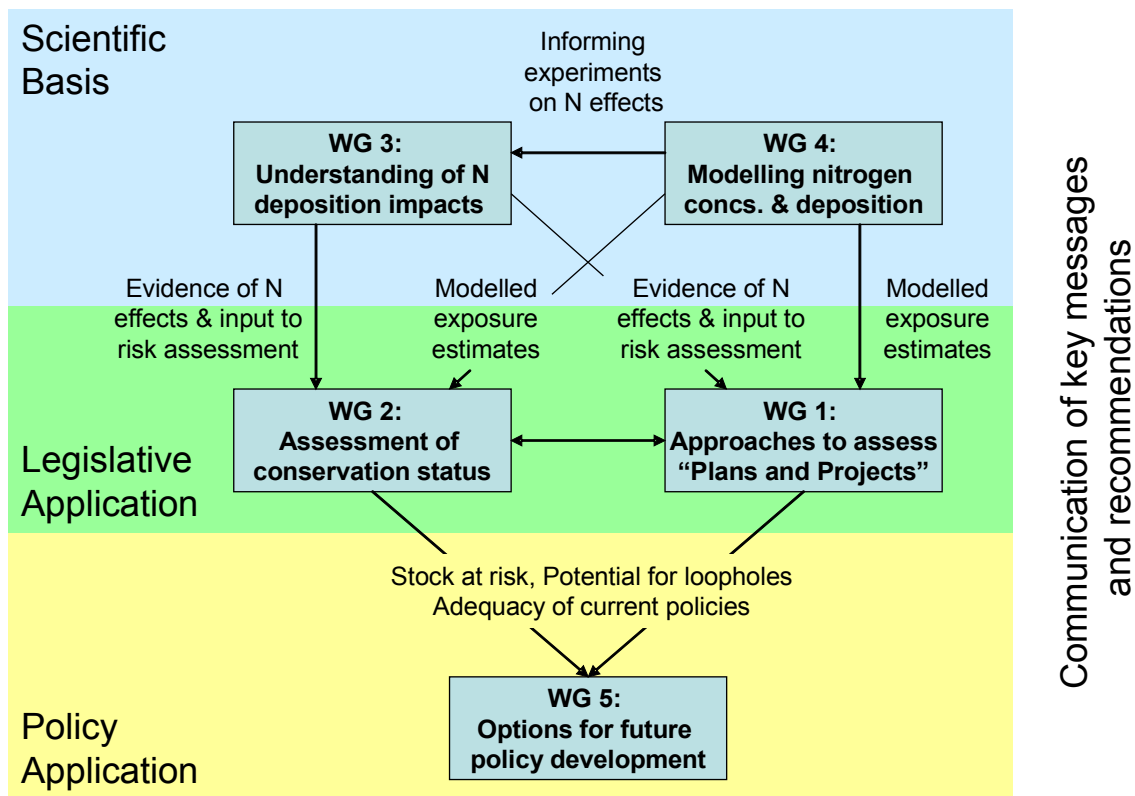 Scientific
Basis
Informing
experiments
on N effects
WG 3:
Understanding of N
deposition impacts
WG 4:
Modelling nitrogen
concs. & deposition
Evidence of N
effects & input to
risk assessment
Modelled
exposure
estimates
Evidence of N
effects & input to
risk assessment
Modelled
exposure
estimates
Legislative
Application
WG 2:
Assessment of
conservation status
WG 1:
Approaches to assess
“Plans and Projects”
Stock at risk, Potential for loopholes
Adequacy of current policies
Policy
Application
WG 5:
Options for future
policy development
Communication of key messages
and recommendations